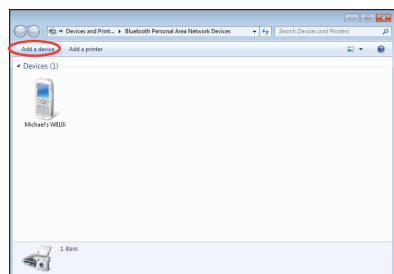 « Devices and Print... ▸ Bluetooth Personal Area Network Devices
Search Devices and Printers
Add a device
Add a printer
Devices (1)
Michael's W810i
1 item